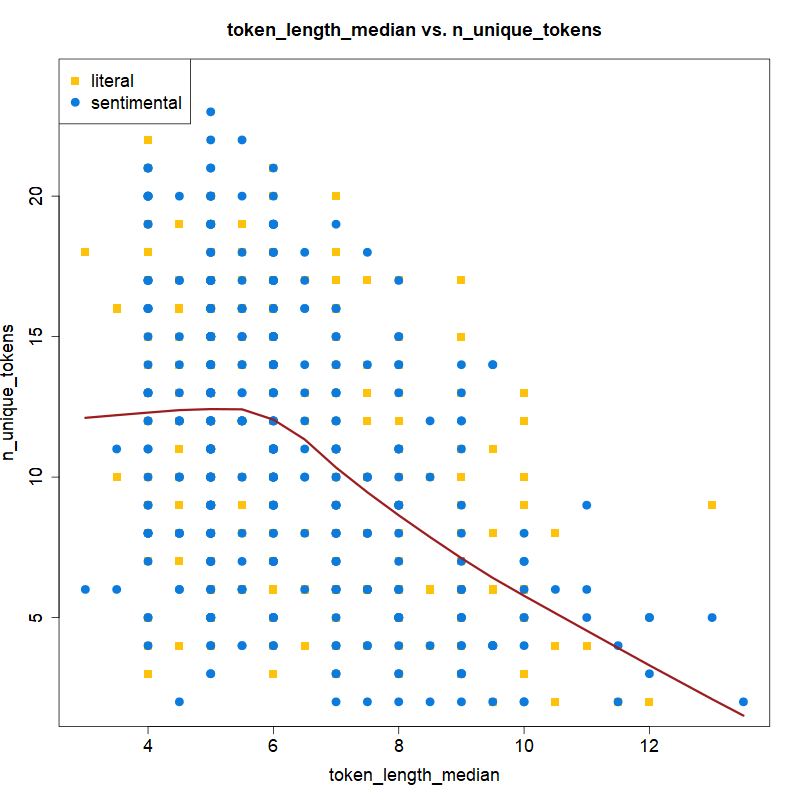 token_length_median vs. n_unique_tokens
literal
sentimental
20
15
10
5
n_unique_tokens
4 6 8 10 12
token_length_median